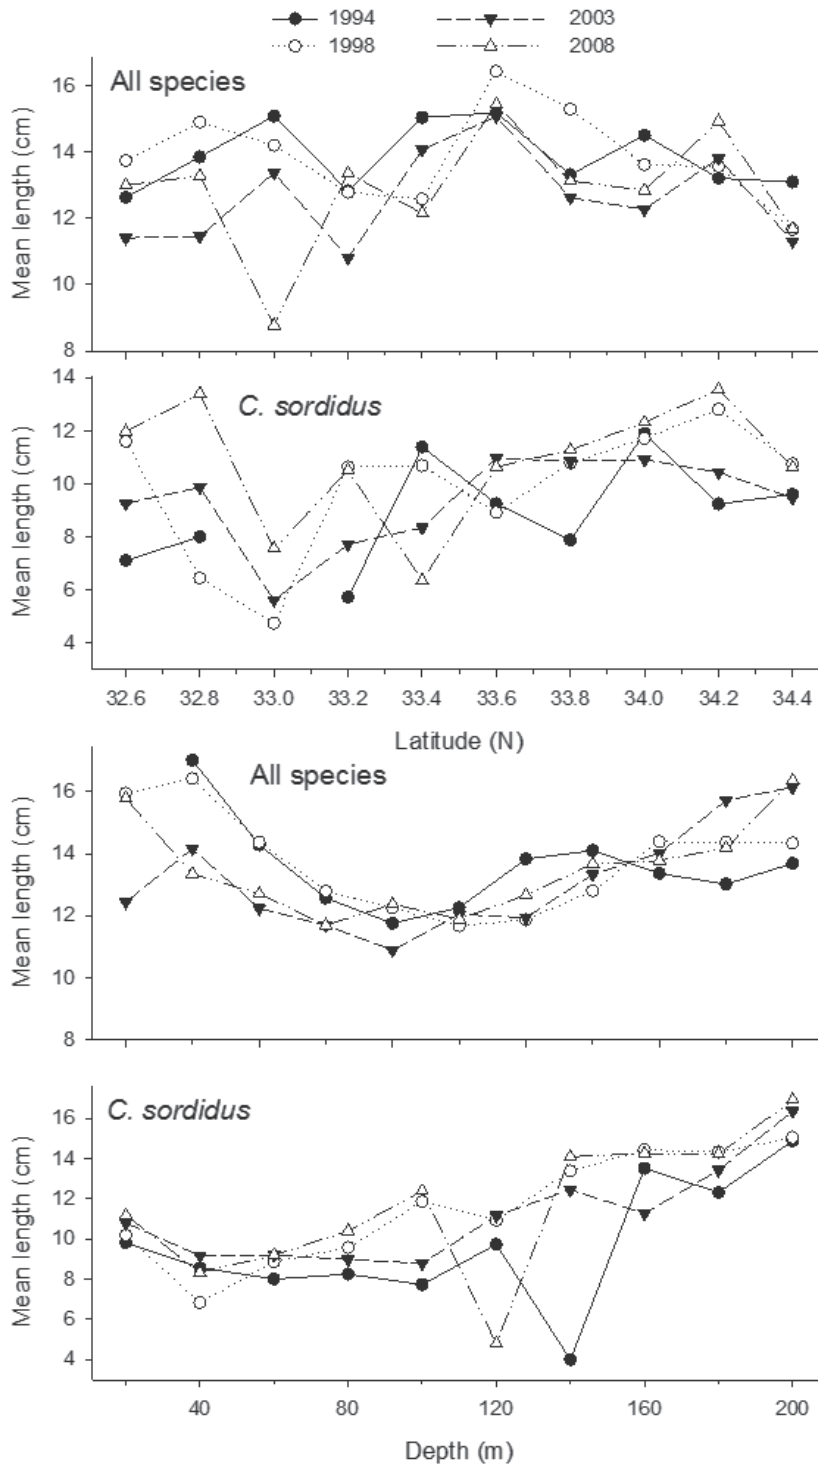 1994 2003
1998 2008
All species
Mean length (cm)
16
14
12
10
8
C. sordidus
Mean length (cm)
14
12
10
8
6
4
32.6 32.8 33.0 33.2 33.4 33.6 33.8 34.0 34.2 34.4
Latitude (N)
All species
Mean length (cm)
16
14
12
10
8
C. sordidus
Mean length (cm)
16
14
12
10
8
6
4
40 80 120 160 200
Depth (m)